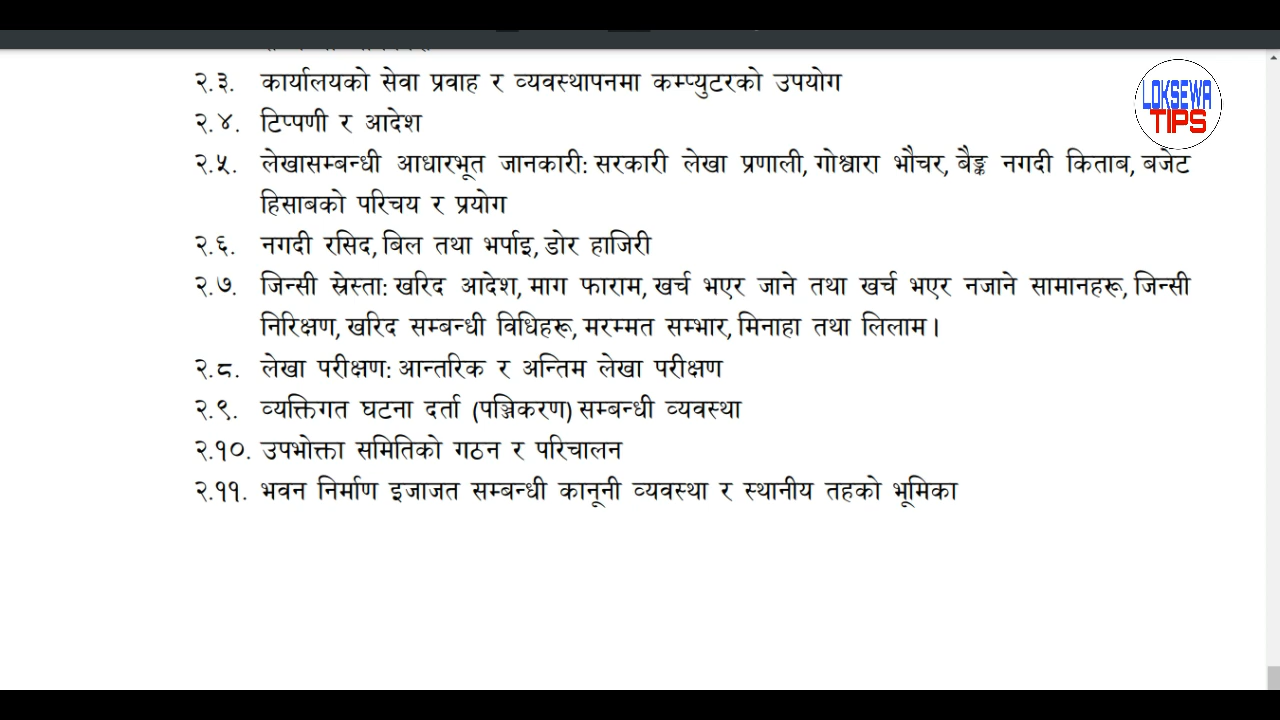 २.३. कार्यालयको सेवा प्रवाह र व्यवस्थापनमा कम्प्युटरको उपयोग
LOKSEWA
TIPS
२.४. टिप्पणी र आदेश
२.५. लेखासम्बन्धी आधारभूत जानकारी: सरकारी लेखा प्रणाली, गोश्वारा भौचर, बैङ्क नगदी किताब, बजेट
हिसाबको परिचय र प्रयोग
२.६. नगदी रसिद, बिल तथा भर्पाइ, डोर हाजिरी
२.७. जिन्सी स्रेस्ता: खरिद आदेश, माग फाराम, खर्च भएर जाने तथा खर्च भएर नजाने सामानहरू, जिन्सी
निरिक्षण, खरिद सम्बन्धी विधिहरू, मरम्मत सम्भार, मिनाहा तथा लिलाम।
२.८. लेखा परीक्षण: आन्तरिक र अन्तिम लेखा परीक्षण
२.९. व्यक्तिगत घटना दर्ता (पञ्जिकरण) सम्बन्धी व्यवस्था
२.१०. उपभोक्ता समितिको गठन र परिचालन
२.११. भवन निर्माण इजाजत सम्बन्धी कानूनी व्यवस्था र स्थानीय तहको भूमिका